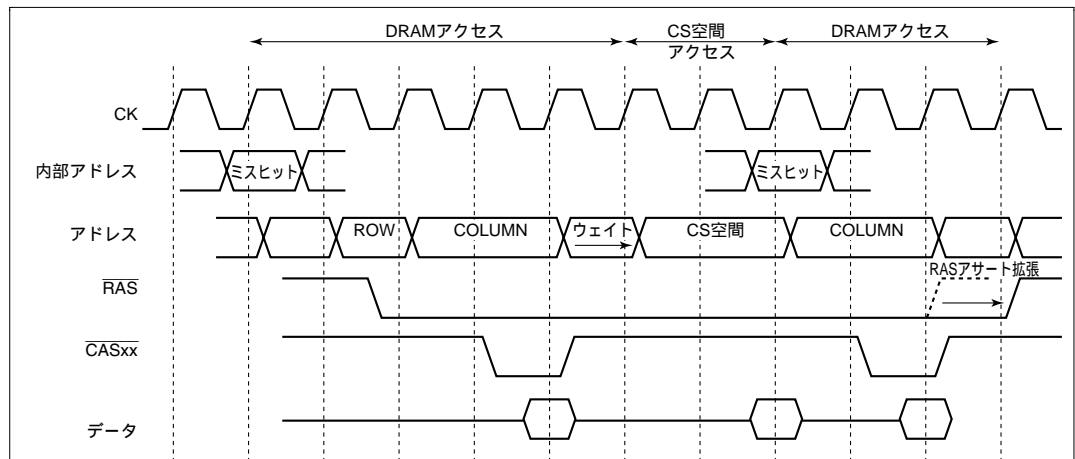 DRAMアクセス CS空間 DRAMアクセス
アクセス
CK
内部アドレス ミスヒット ミスヒット
アドレス ROW COLUMN ウェイト CS空間 COLUMN
RAS RASアサート拡張
CASxx
データ